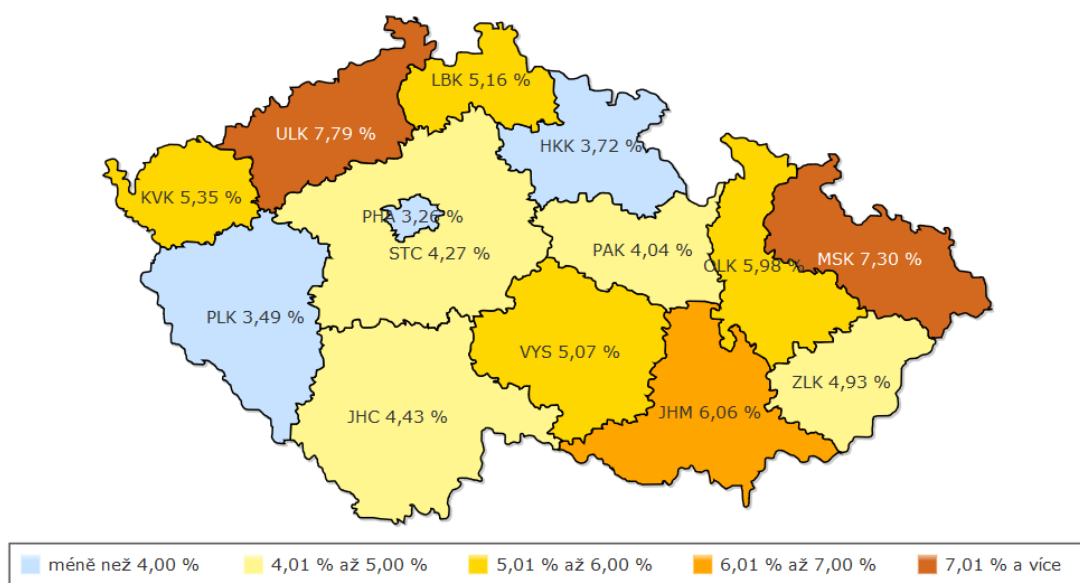 LBK 5,16 %
ULK 7,79 %
HKK 3,72 %
KVK 5,35 %
PHA 3,26 %
STC 4,27 %
PAK 4,04 %
OLK 5,98 %
MSK 7,30 %
PLK 3,49 %
VYS 5,07 %
ZLK 4,93 %
JHC 4,43 %
JHM 6,06 %
méně než 4,00 % 4,01 % až 5,00 % 5,01 % až 6,00 % 6,01 % až 7,00 % 7,01 % a více